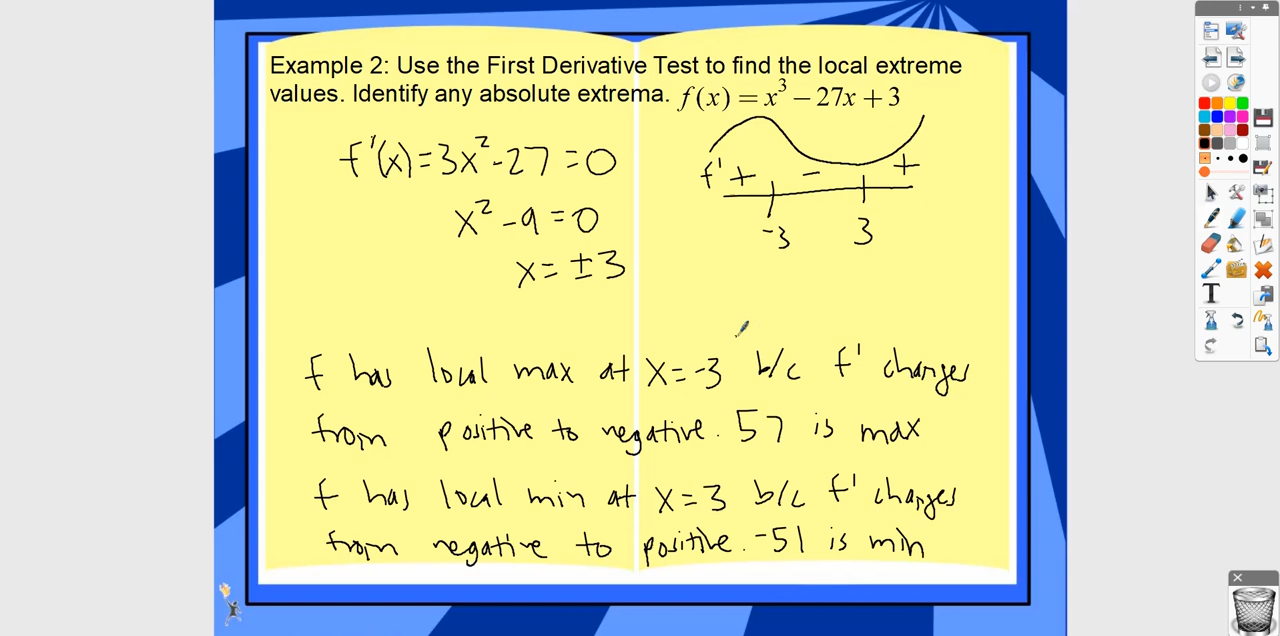 Example 2: Use the First Derivative Test to find the local extreme
values. Identify any absolute extrema. f(x) = x³ − 27x + 3
f'(x) = 3x² - 27 = 0
x² - 9 = 0
x = ±3
f' + - +
-3 3
f has local max at x = -3 b/c f' changes
from positive to negative. 57 is max
f has local min at x = 3 b/c f' changes
from negative to positive. -51 is min
T